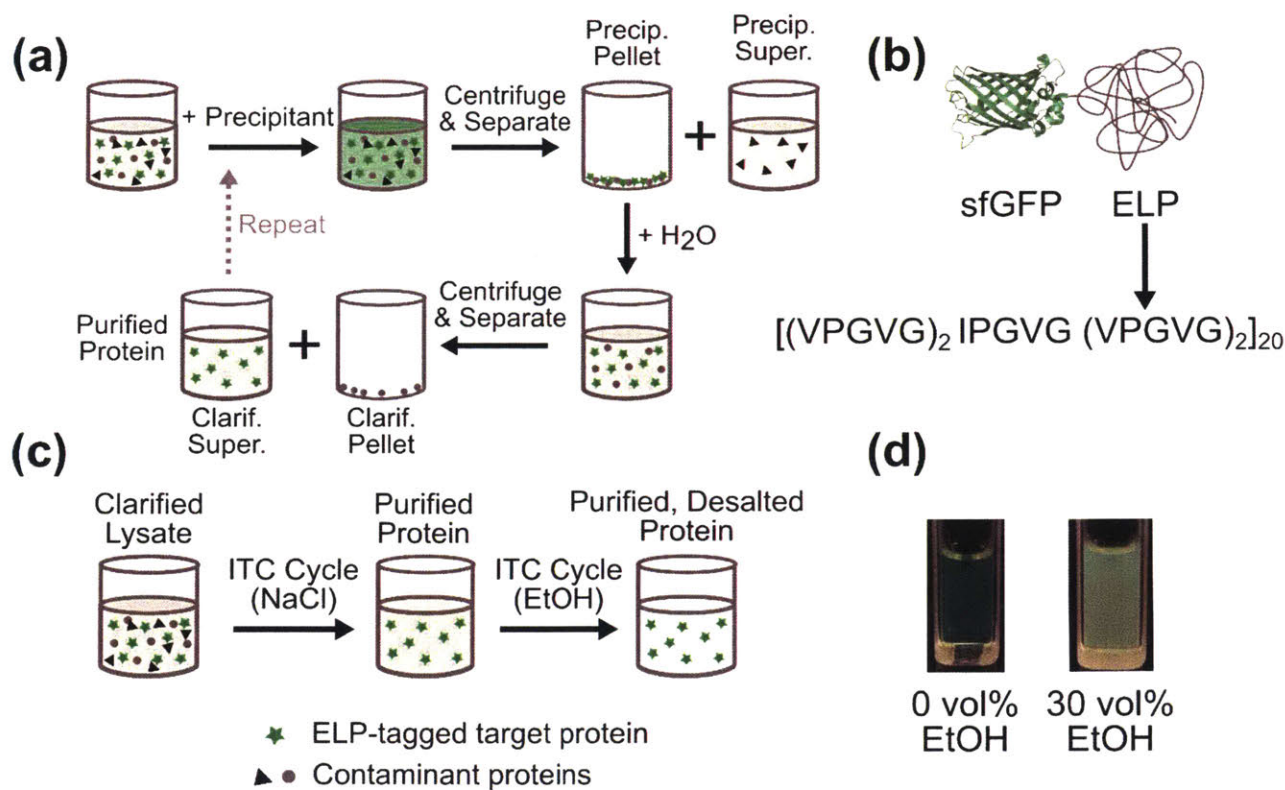 (a)
+ Precipitant
Centrifuge
& Separate
Precip.
Pellet
+
Precip.
Super.
Repeat
+ H₂O
Purified
Protein
+
Centrifuge
& Separate
Clarif.
Super.
Clarif.
Pellet
(b)
sfGFP
ELP
[(VPGVG)₂ IPGVG (VPGVG)₂]₂₀
(c)
Clarified
Lysate
ITC Cycle
(NaCl)
Purified
Protein
ITC Cycle
(EtOH)
Purified, Desalted
Protein
ELP-tagged target protein
Contaminant proteins
(d)
0 vol%
EtOH
30 vol%
EtOH